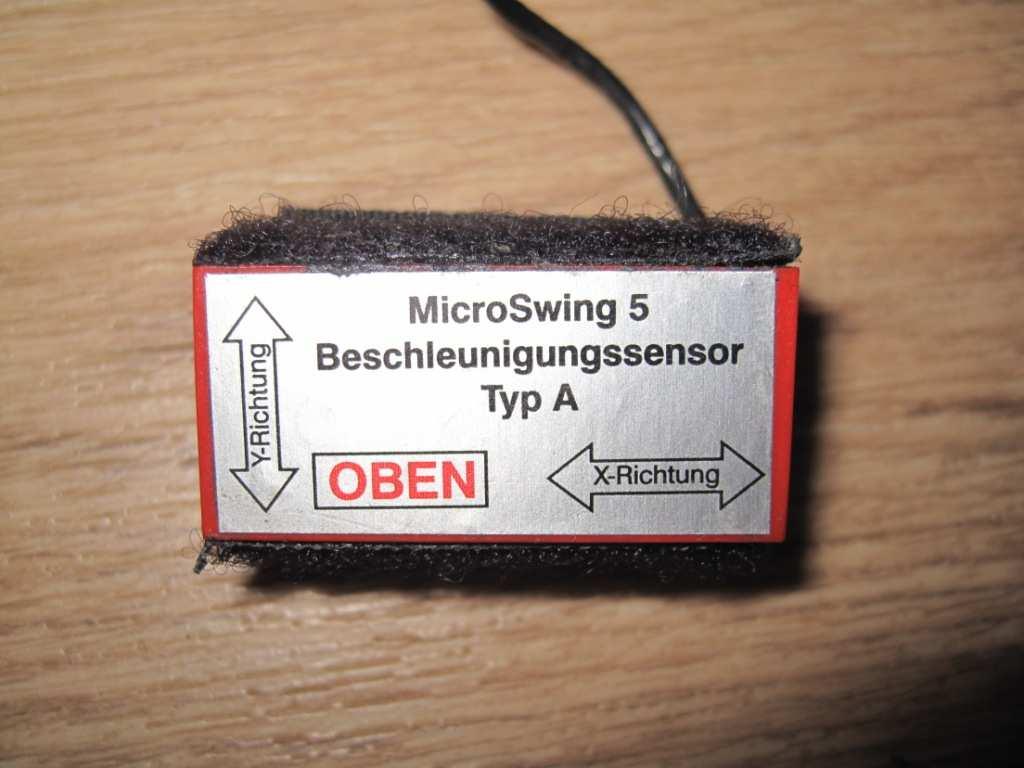 MicroSwing 5
Beschleunigungssensor
Typ A
Y-Richtung
OBEN
X-Richtung